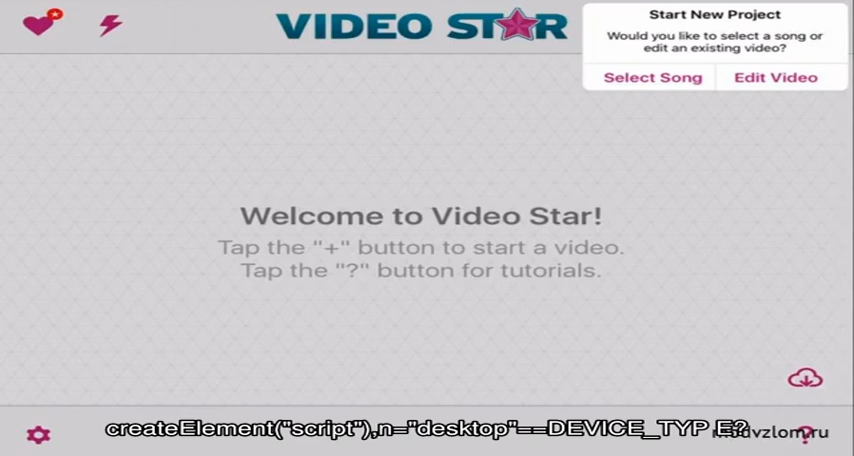 VIDEO STAR
Start New Project
Would you like to select a song or
edit an existing video?
Select Song
Edit Video
Welcome to Video Star!
Tap the "+" button to start a video.
Tap the "?" button for tutorials.
createElement("script"),n="desktop"==DEVICE_TYP E?